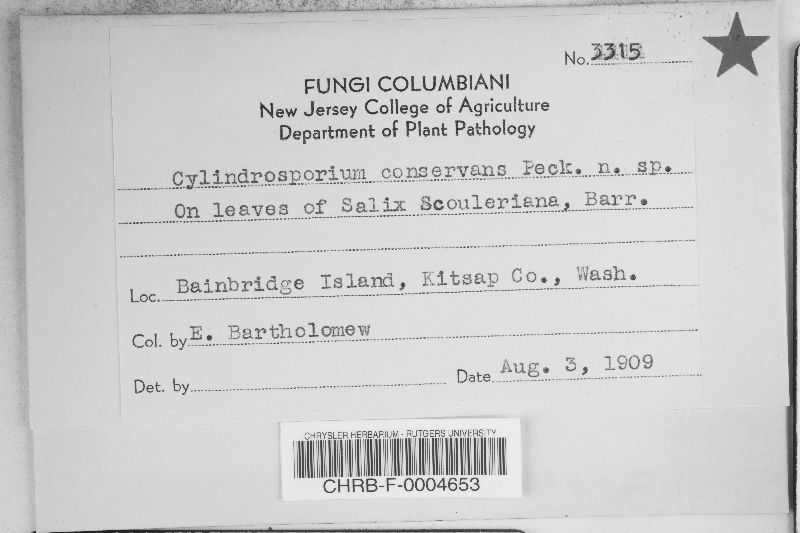 No. 3315
FUNGI COLUMBIANI
New Jersey College of Agriculture
Department of Plant Pathology
Cylindrosporium conservans Peck. n. sp.
On leaves of Salix Scouleriana, Barr.
Loc. Bainbridge Island, Kitsap Co., Wash.
Col. by E. Bartholomew
Det. by Date Aug. 3, 1909
CHRYSLER HERBARIUM - RUTGERS UNIVERSITY
CHRB-F-0004653